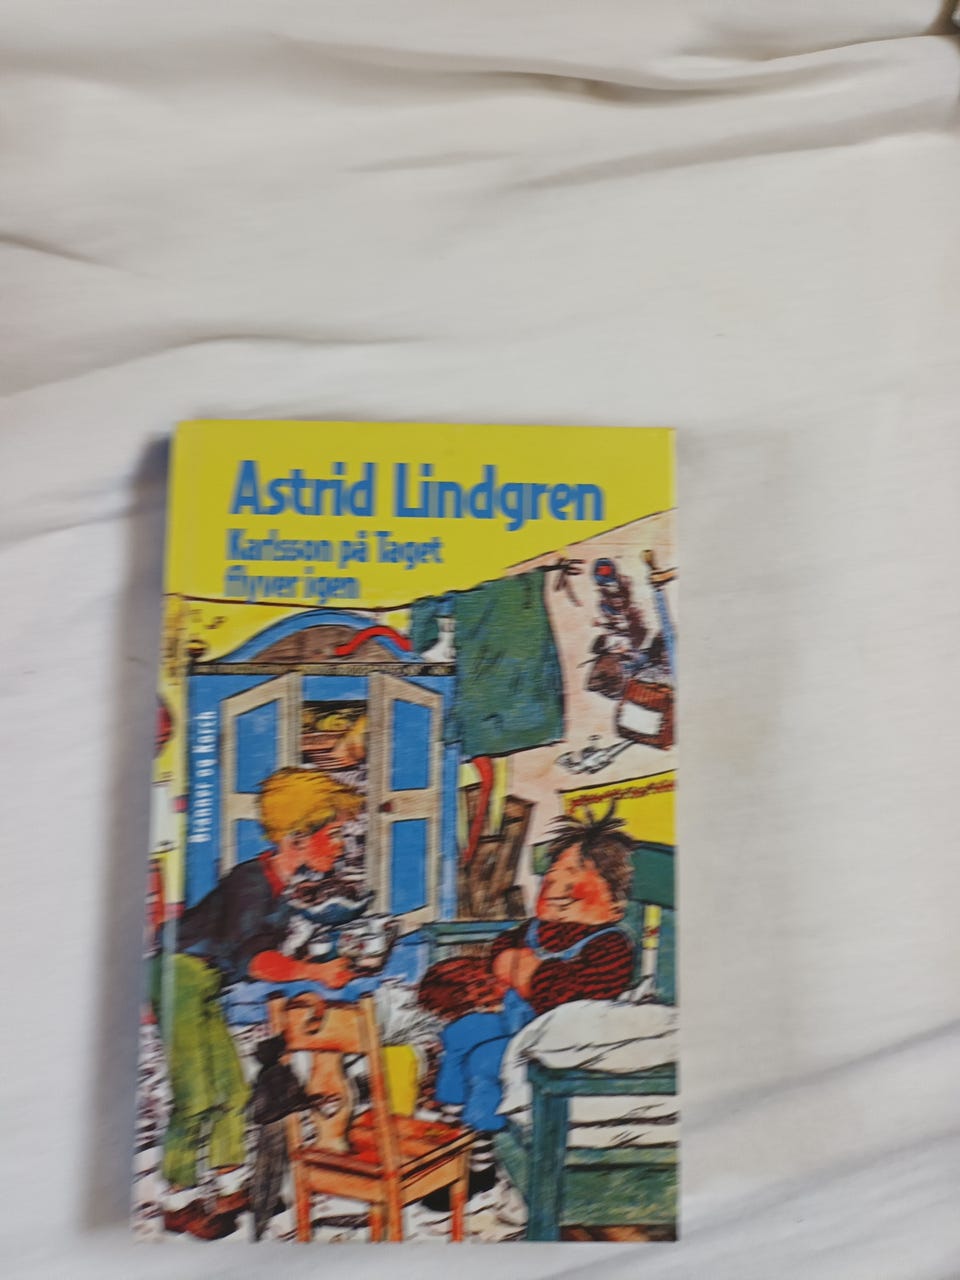 Astrid Lindgren
Karlsson på Taget
flyver igen
Branner og Korch